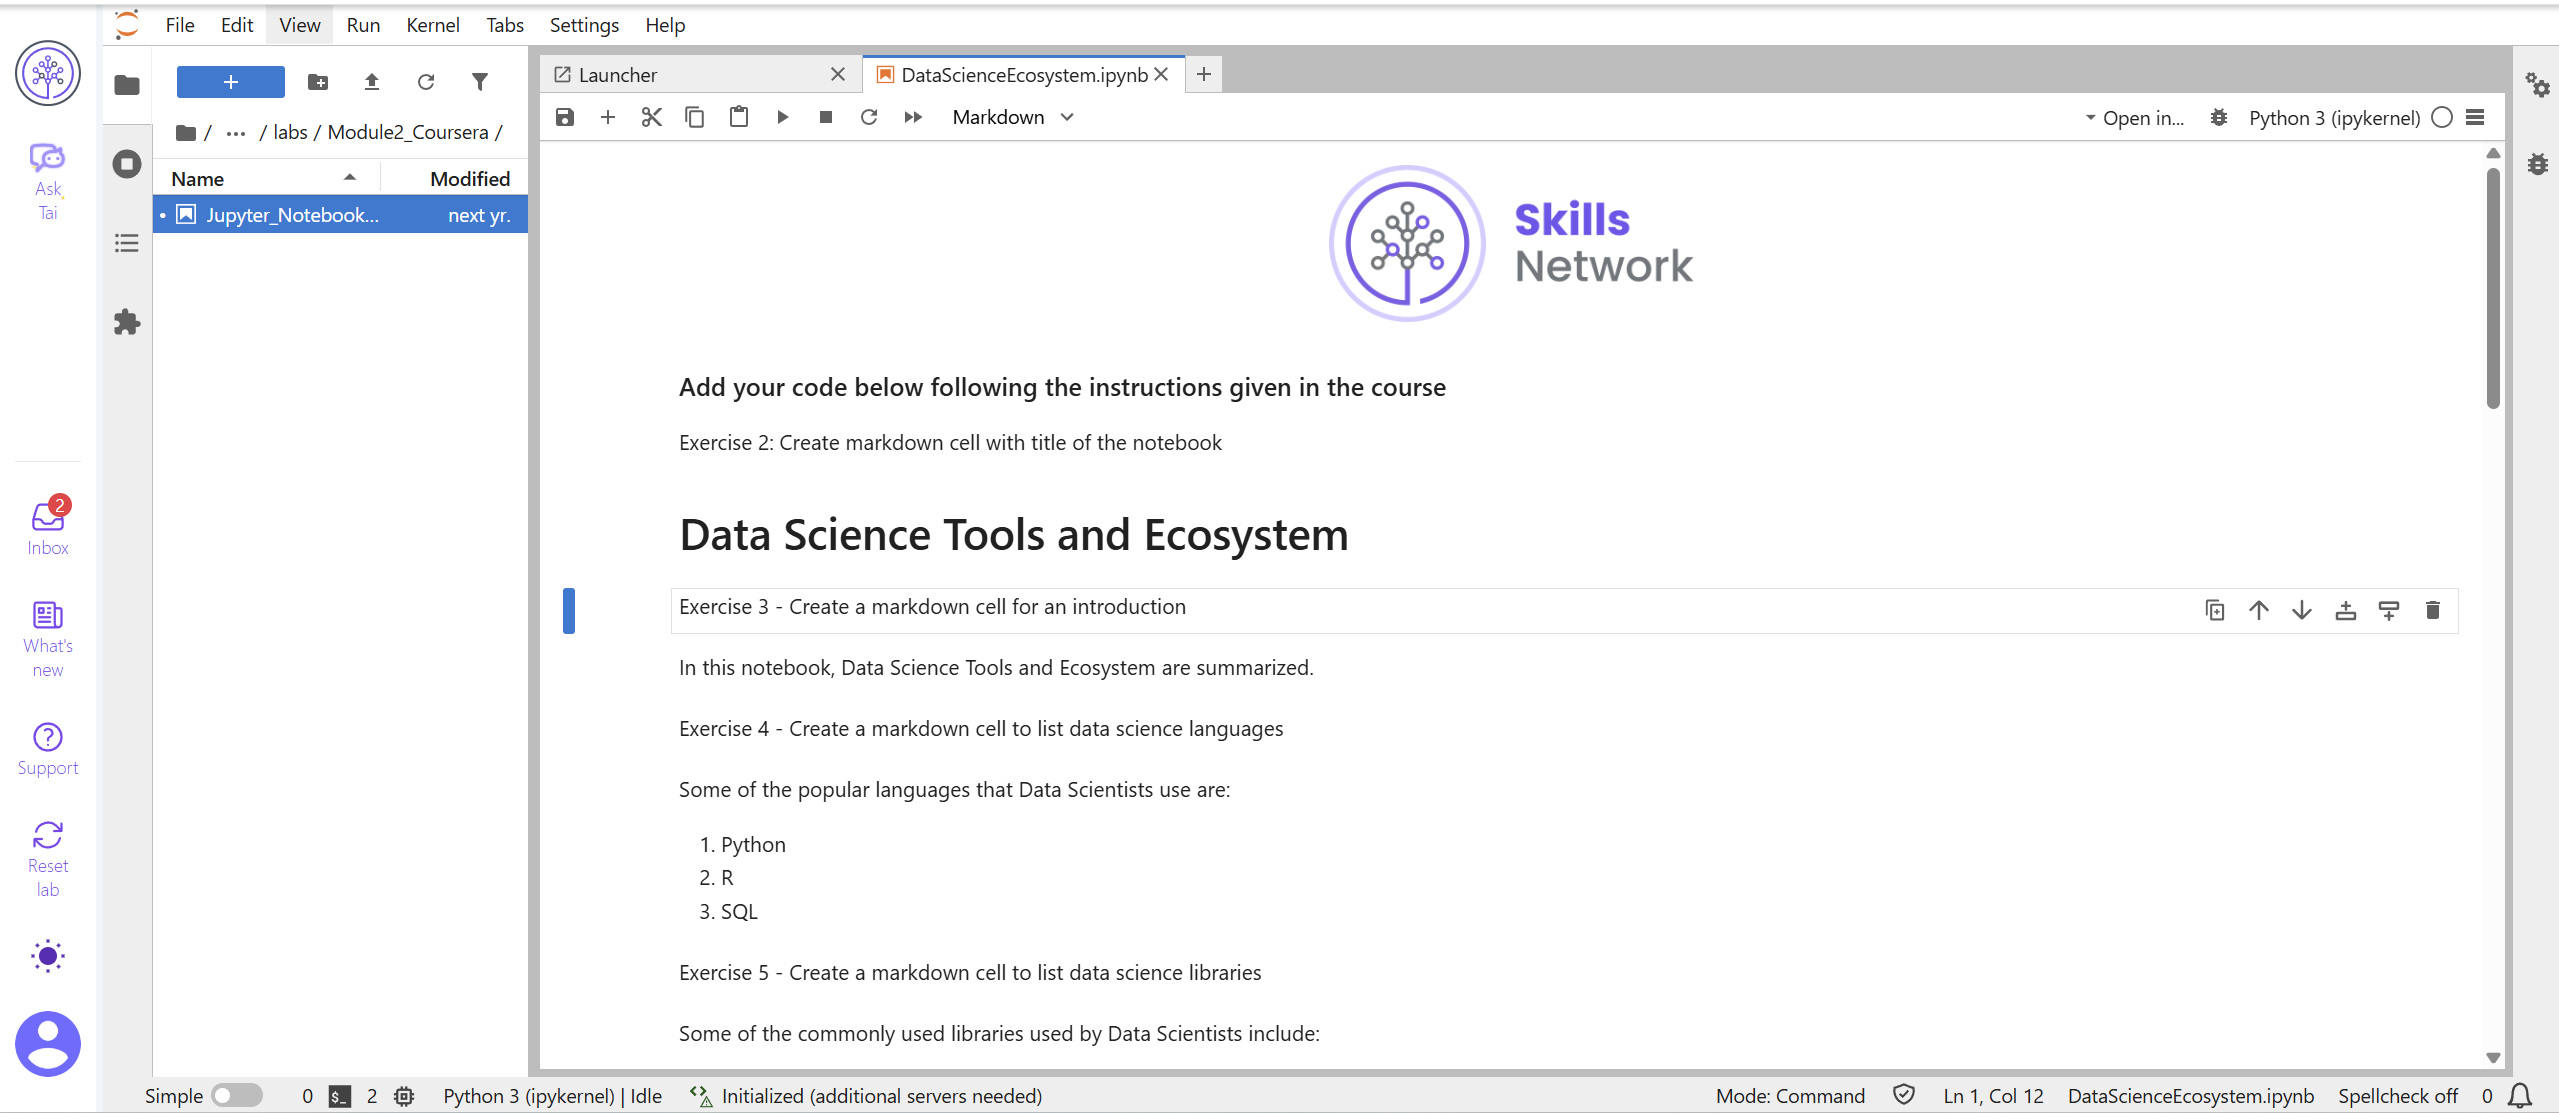 File Edit View Run Kernel Tabs Settings Help
Ask
Tai
2
Inbox
What's
new
Support
Reset
lab
/ ... / labs / Module2_Coursera /
Name Modified
Jupyter_Notebook... next yr.
Launcher
DataScienceEcosystem.ipynb
Markdown
Open in...
Python 3 (ipykernel)
Skills
Network
Add your code below following the instructions given in the course
Exercise 2: Create markdown cell with title of the notebook
Data Science Tools and Ecosystem
Exercise 3 - Create a markdown cell for an introduction
In this notebook, Data Science Tools and Ecosystem are summarized.
Exercise 4 - Create a markdown cell to list data science languages
Some of the popular languages that Data Scientists use are:
1. Python
2. R
3. SQL
Exercise 5 - Create a markdown cell to list data science libraries
Some of the commonly used libraries used by Data Scientists include:
Simple 0 $_ 2 Python 3 (ipykernel) | Idle Initialized (additional servers needed) Mode: Command Ln 1, Col 12 DataScienceEcosystem.ipynb Spellcheck off 0